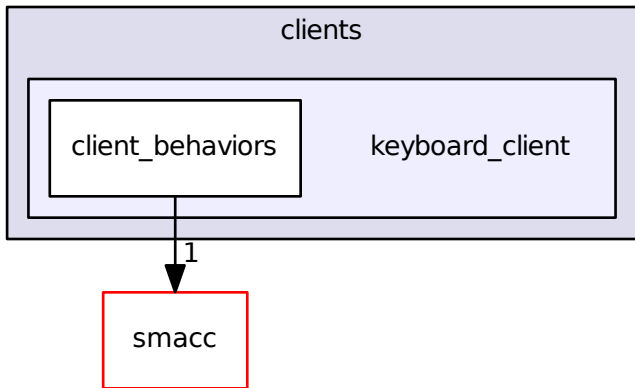 clients
client_behaviors
keyboard_client
1
smacc